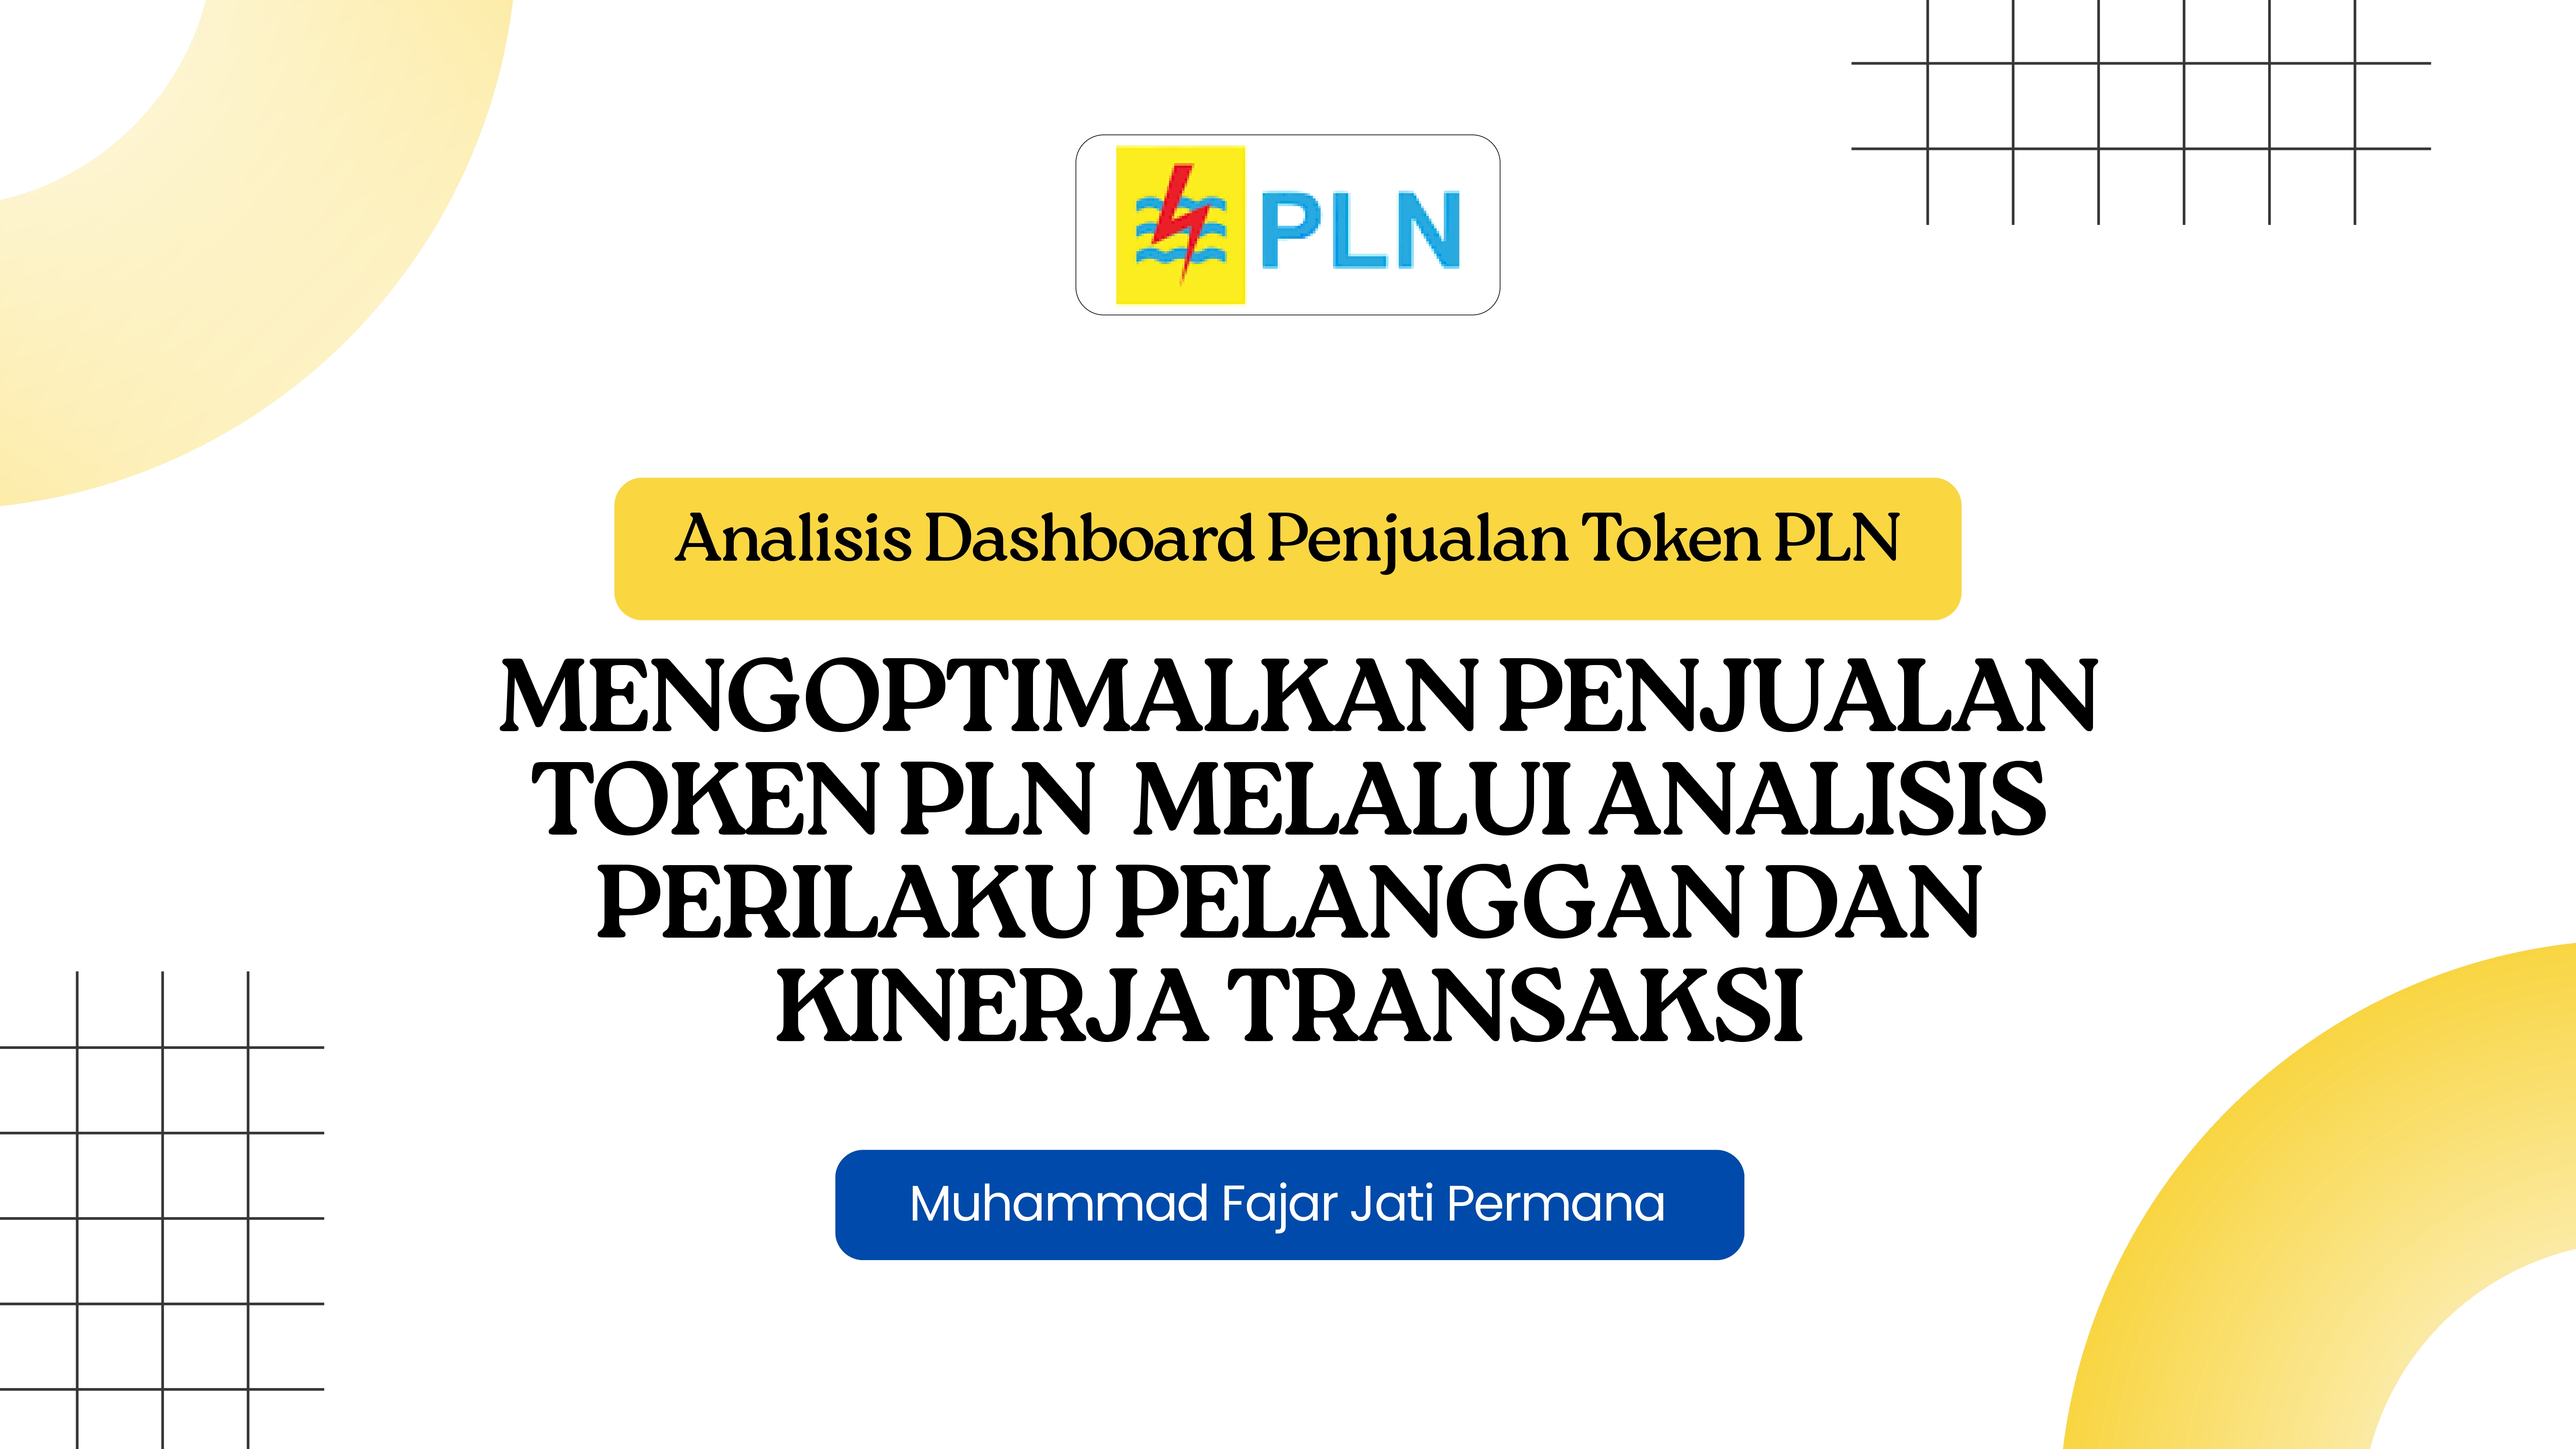 PLN
Analisis Dashboard Penjualan Token PLN
MENGOPTIMALKAN PENJUALAN
TOKEN PLN  MELALUI ANALISIS
PERILAKU PELANGGAN DAN
KINERJA TRANSAKSI
Muhammad Fajar Jati Permana